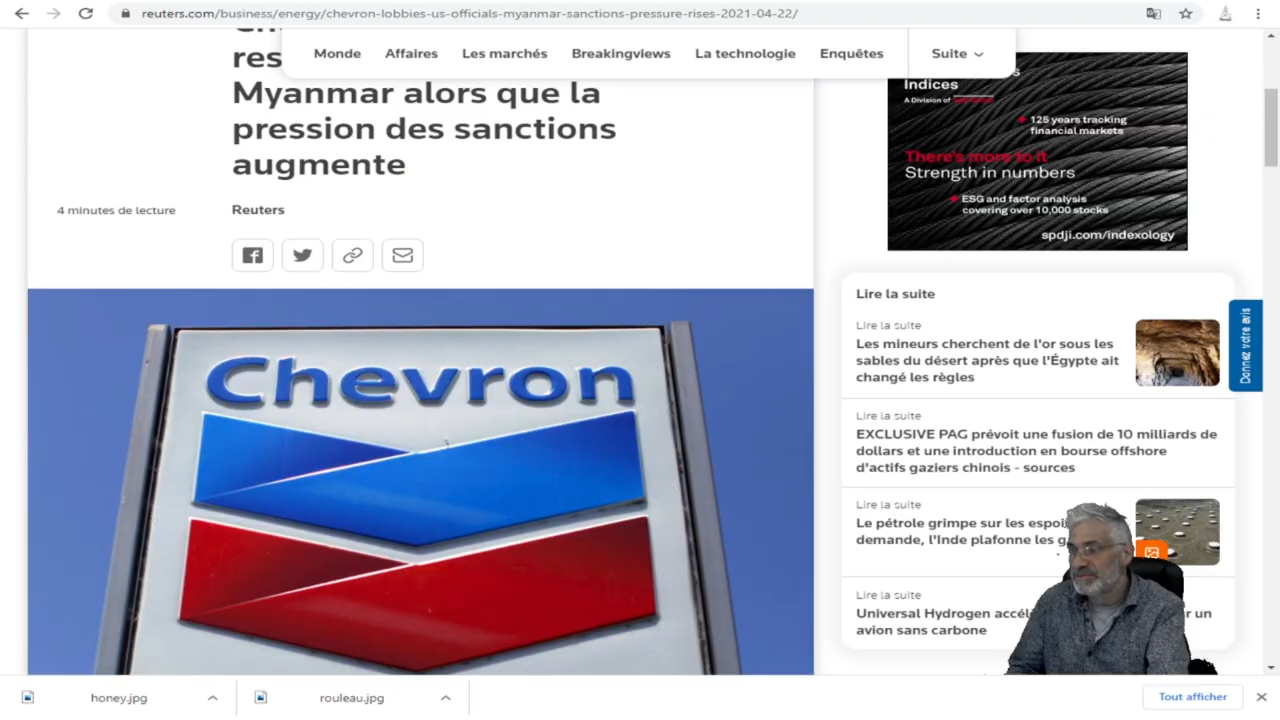 reuters.com/business/energy/chevron-lobbies-us-officials-myanmar-sanctions-pressure-rises-2021-04-22/
Monde Affaires Les marchés Breakingviews La technologie Enquêtes Suite
res
Myanmar alors que la
pression des sanctions
augmente
4 minutes de lecture
Reuters
Chevron
Indices
A Division of
125 years tracking
financial markets
There's more to it
Strength in numbers
ESG and factor analysis
covering over 10,000 stocks
spdji.com/indexology
Lire la suite
Lire la suite
Les mineurs cherchent de l'or sous les
sables du désert après que l'Égypte ait
changé les règles
Lire la suite
EXCLUSIVE PAG prévoit une fusion de 10 milliards de
dollars et une introduction en bourse offshore
d'actifs gaziers chinois - sources
Lire la suite
Le pétrole grimpe sur les espoi
demande, l'Inde plafonne les g
Lire la suite
Universal Hydrogen accél r un
avion sans carbone
Donnez votre avis
honey.jpg
rouleau.jpg
Tout afficher